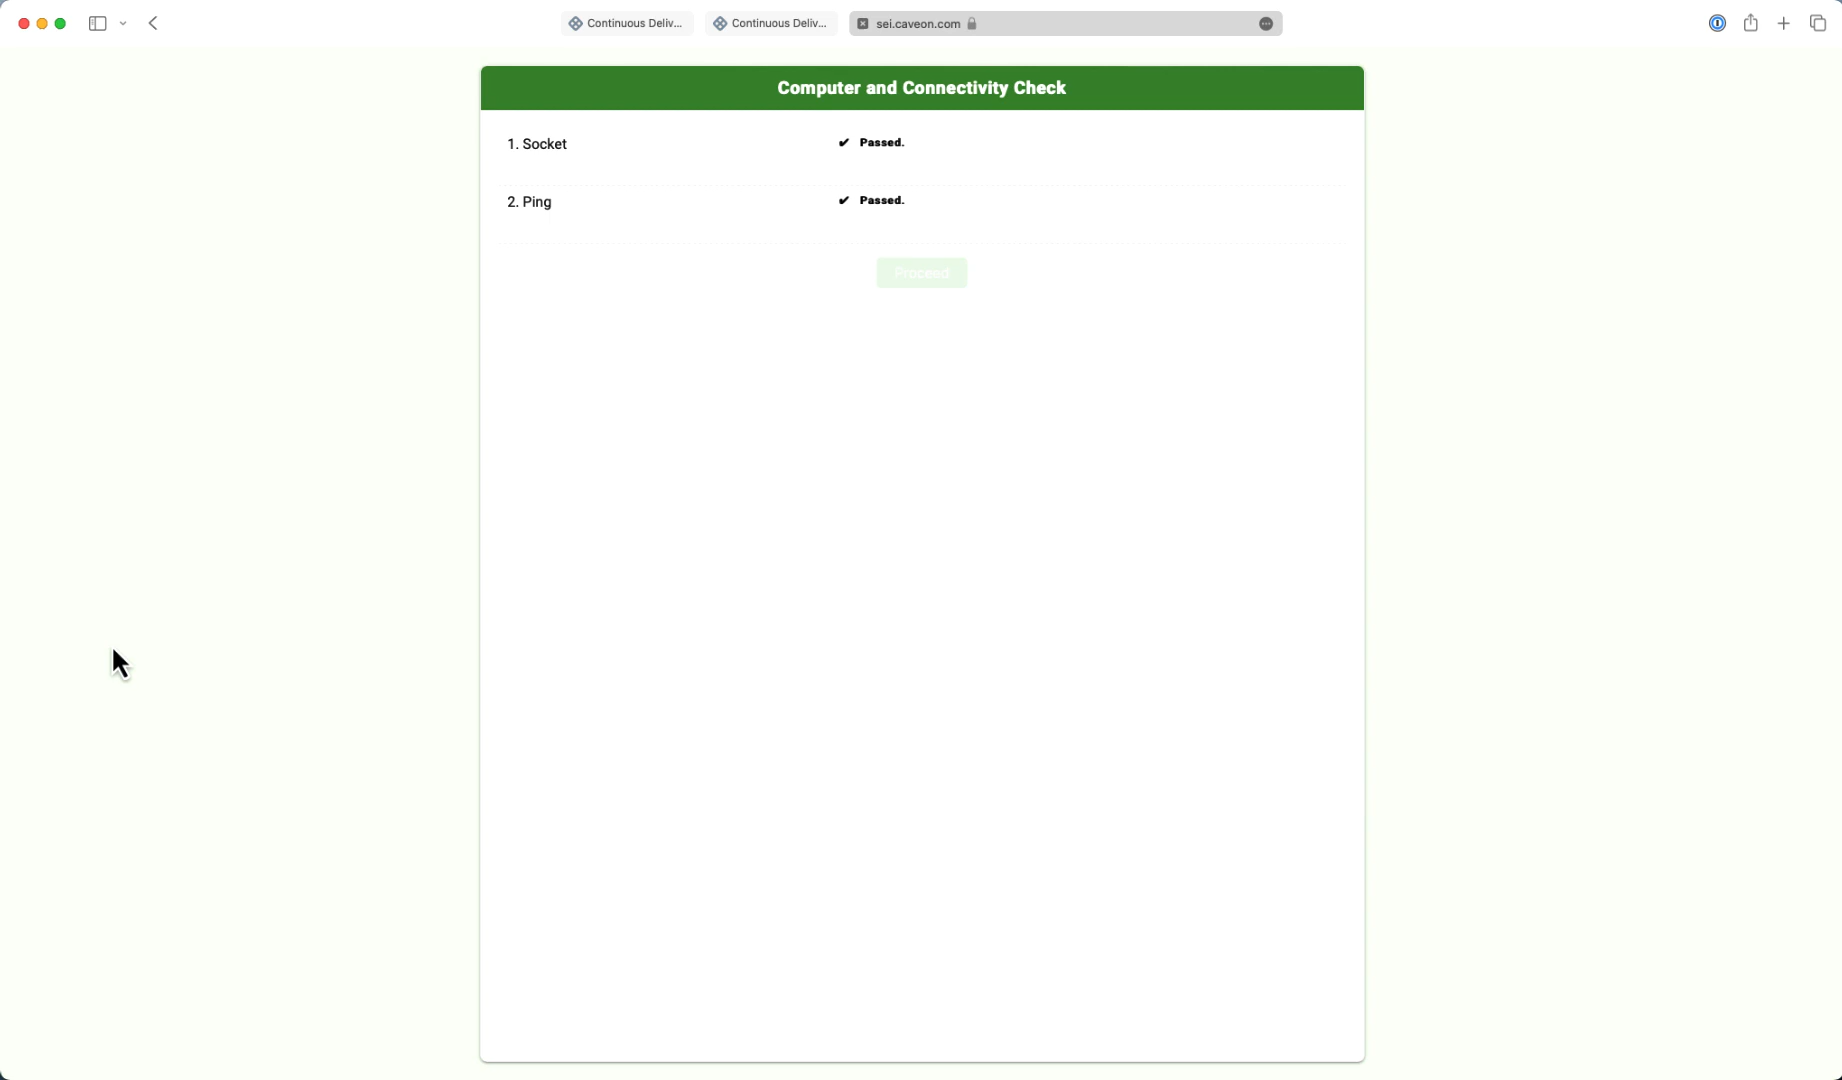 Continuous Deliv...
Continuous Deliv...
sei.caveon.com
Computer and Connectivity Check
1. Socket
✔ Passed.
2. Ping
✔ Passed.
Proceed